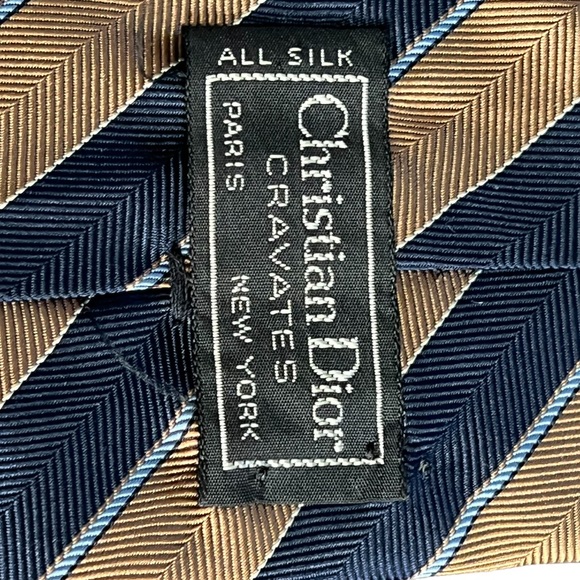 ALL SILK
Christian Dior
CRAVATES
PARIS NEW YORK